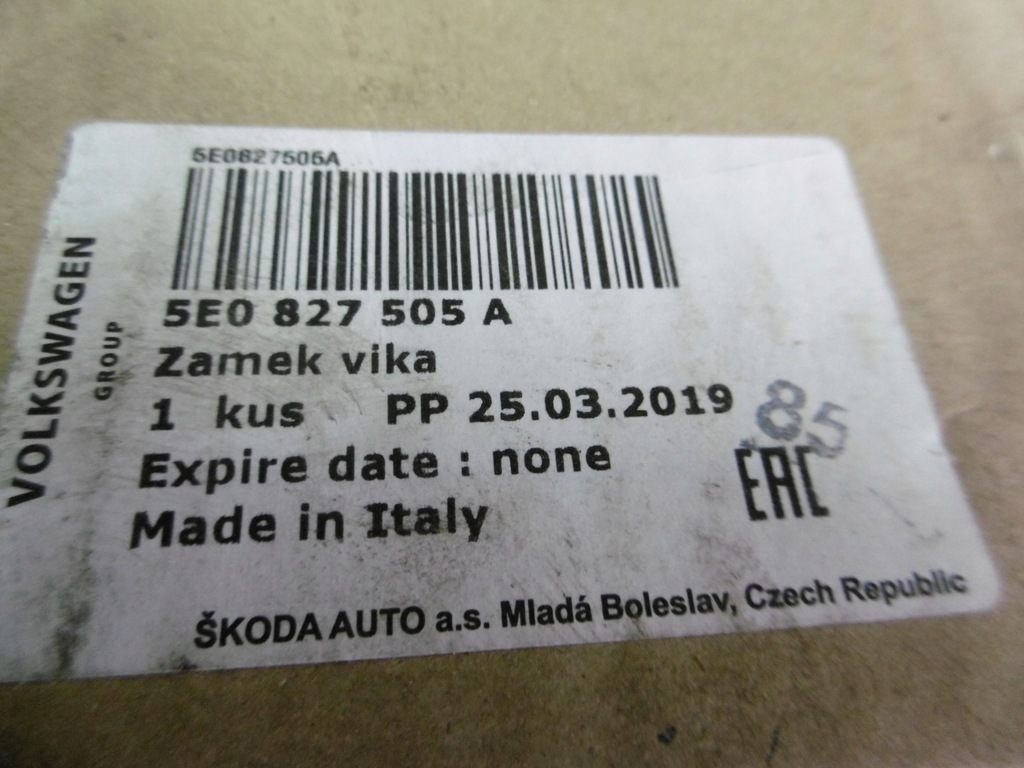 5E0827505A
5E0 827 505 A
Zamek vika
1 kus PP 25.03.2019
Expire date : none
Made in Italy
ŠKODA AUTO a.s. Mladá Boleslav, Czech Republic
VOLKSWAGEN
GROUP
85
EAC